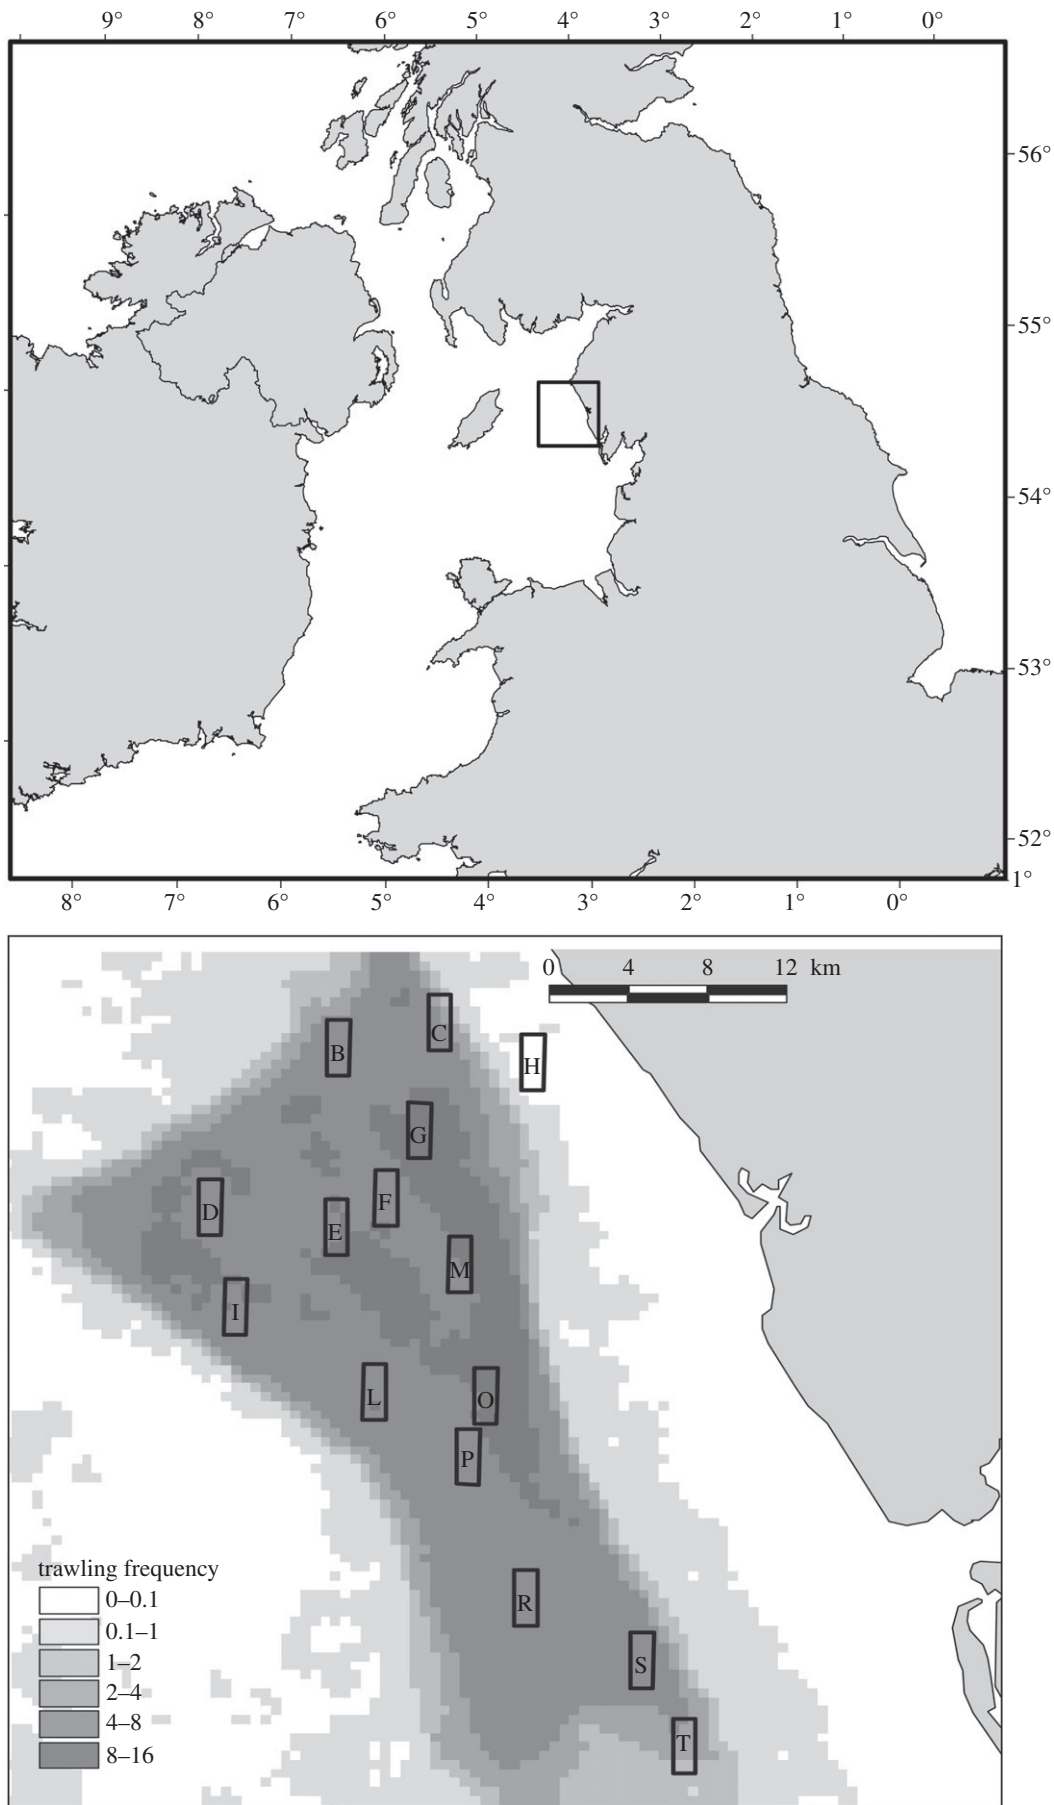 9° 8° 7° 6° 5° 4° 3° 2° 1° 0°
56°
55°
54°
53°
52°
1°
8° 7° 6° 5° 4° 3° 2° 1° 0°
0 4 8 12 km
C
B
H
G
F
D
E
M
I
L
O
P
trawling frequency
0–0.1
R
0.1–1
1–2
S
2–4
4–8
T
8–16